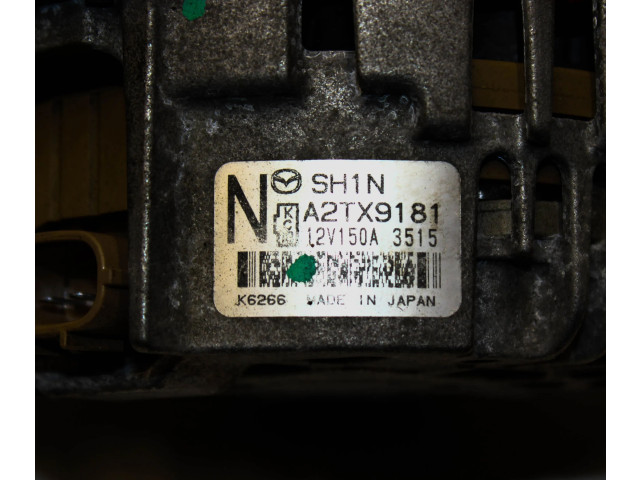 N SH1N
A2TX9181
12V150A 3515
K6266 MADE IN JAPAN